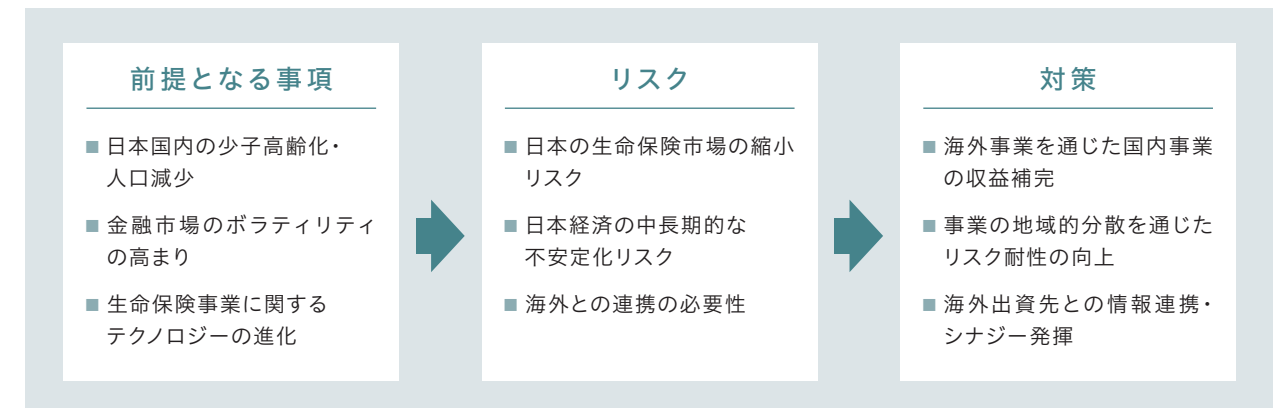 前提となる事項
■ 日本国内の少子高齢化・
人口減少
■ 金融市場のボラティリティ
の高まり
■ 生命保険事業に関する
テクノロジーの進化
リスク
■ 日本の生命保険市場の縮小
リスク
■ 日本経済の中長期的な
不安定化リスク
■ 海外との連携の必要性
対策
■ 海外事業を通じた国内事業
の収益補完
■ 事業の地域的分散を通じた
リスク耐性の向上
■ 海外出資先との情報連携・
シナジー発揮